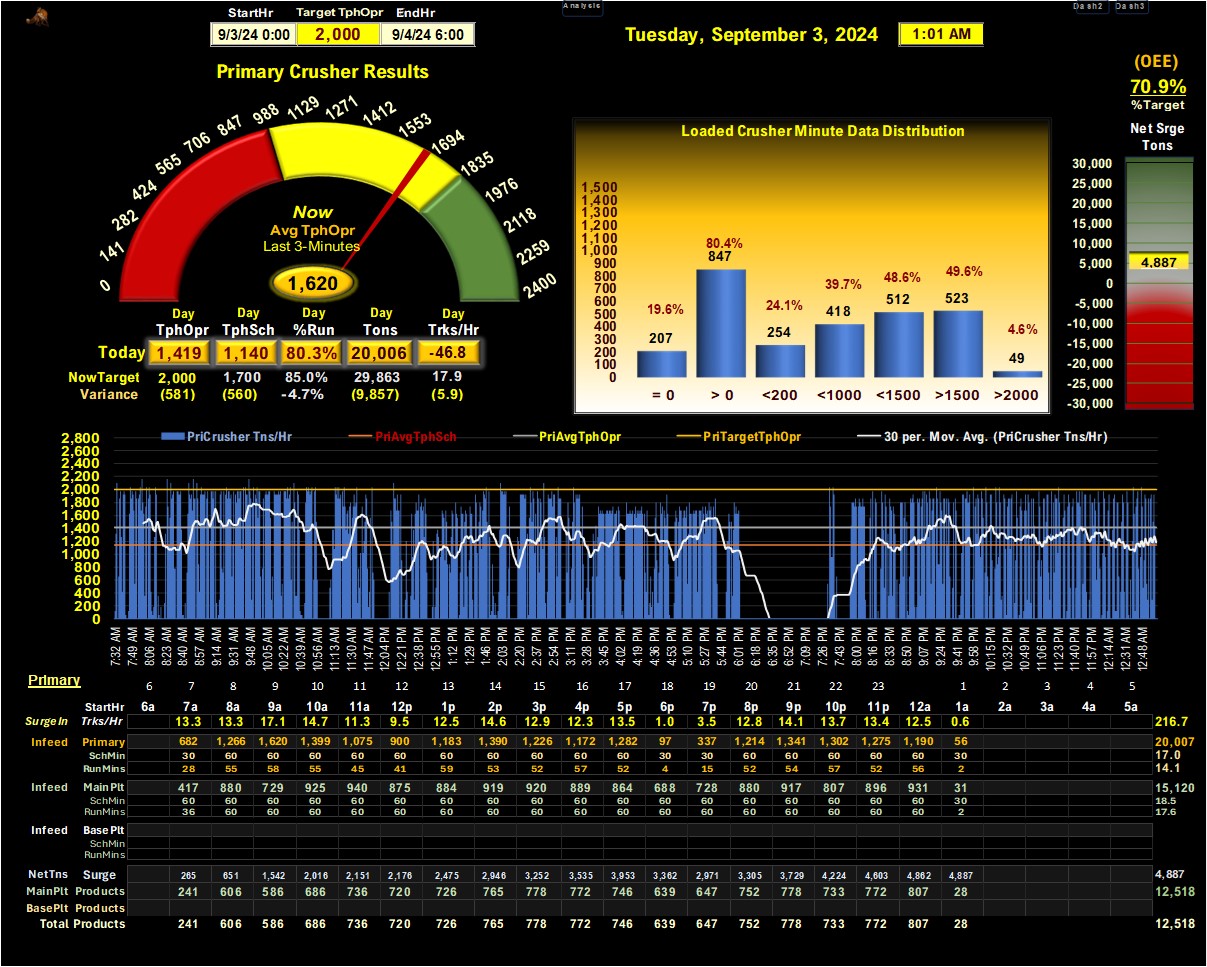 Analysis
Dash2 Dash3
StartHr Target TphOpr EndHr
9/3/24 0:00 2,000 9/4/24 6:00
Tuesday, September 3, 2024 1:01 AM
(OEE)
70.9%
%Target
Primary Crusher Results
0 141 282 424 565 706 847 988 1129 1271 1412 1553 1694 1835 1976 2118 2259 2400
Now
Avg TphOpr
Last 3-Minutes
1,620
Day Day Day Day Day
TphOpr TphSch %Run Tons Trks/Hr
Today 1,419 1,140 80.3% 20,006 -46.8
NowTarget 2,000 1,700 85.0% 29,863 17.9
Variance (581) (560) -4.7% (9,857) (5.9)
Loaded Crusher Minute Data Distribution
1,500
1,400
1,300
1,200
1,100
1,000
900
800
700
600
500
400
300
200
100
0
19.6% 80.4% 24.1% 39.7% 48.6% 49.6% 4.6%
207 847 254 418 512 523 49
= 0 > 0 <200 <1000 <1500 >1500 >2000
Net Srge
Tons
30,000
25,000
20,000
15,000
10,000
5,000
0
-5,000
-10,000
-15,000
-20,000
-25,000
-30,000
4,887
PriCrusher Tns/Hr PriAvgTphSch PriAvgTphOpr PriTargetTphOpr 30 per. Mov. Avg. (PriCrusher Tns/Hr)
2,800
2,600
2,400
2,200
2,000
1,800
1,600
1,400
1,200
1,000
800
600
400
200
0
7:32 AM 7:49 AM 8:06 AM 8:23 AM 8:40 AM 8:57 AM 9:14 AM 9:31 AM 9:48 AM 10:05 AM 10:22 AM 10:39 AM 10:56 AM 11:13 AM 11:30 AM 11:47 AM 12:04 PM 12:21 PM 12:38 PM 12:55 PM 1:12 PM 1:29 PM 1:46 PM 2:03 PM 2:20 PM 2:37 PM 2:54 PM 3:11 PM 3:28 PM 3:45 PM 4:02 PM 4:19 PM 4:36 PM 4:53 PM 5:10 PM 5:27 PM 5:44 PM 6:01 PM 6:18 PM 6:35 PM 6:52 PM 7:09 PM 7:26 PM 7:43 PM 8:00 PM 8:16 PM 8:33 PM 8:50 PM 9:07 PM 9:24 PM 9:41 PM 9:58 PM 10:15 PM 10:32 PM 10:49 PM 11:06 PM 11:23 PM 11:40 PM 11:57 PM 12:14 AM 12:31 AM 12:48 AM
Primary 6 7 8 9 10 11 12 13 14 15 16 17 18 19 20 21 22 23 1 2 3 4 5
StartHr 6a 7a 8a 9a 10a 11a 12p 1p 2p 3p 4p 5p 6p 7p 8p 9p 10p 11p 12a 1a 2a 3a 4a 5a
SurgeIn Trks/Hr 13.3 13.3 17.1 14.7 11.3 9.5 12.5 14.6 12.9 12.3 13.5 1.0 3.5 12.8 14.1 13.7 13.4 12.5 0.6 216.7
Infeed Primary 682 1,266 1,620 1,399 1,075 900 1,183 1,390 1,226 1,172 1,282 97 337 1,214 1,341 1,302 1,275 1,190 56 20,007
SchMin 30 60 60 60 60 60 60 60 60 60 60 30 30 60 60 60 60 60 30 17.0
RunMins 28 55 58 55 45 41 59 53 52 57 52 4 15 52 54 57 52 56 2 14.1
Infeed MainPlt 417 880 729 925 940 875 884 919 920 889 864 688 728 880 917 807 896 931 31 15,120
SchMin 60 60 60 60 60 60 60 60 60 60 60 60 60 60 60 60 60 60 30 18.5
RunMins 36 60 60 60 60 60 60 60 60 60 60 60 60 60 60 60 60 60 2 17.6
Infeed Base Plt
SchMin
RunMins
NetTns Surge 265 651 1,542 2,016 2,151 2,176 2,475 2,946 3,252 3,535 3,953 3,362 2,971 3,305 3,729 4,224 4,603 4,862 4,887 4,887
MainPlt Products 241 606 586 686 736 720 726 765 778 772 746 639 647 752 778 733 772 807 28 12,518
BasePlt Products
Total Products 241 606 586 686 736 720 726 765 778 772 746 639 647 752 778 733 772 807 28 12,518